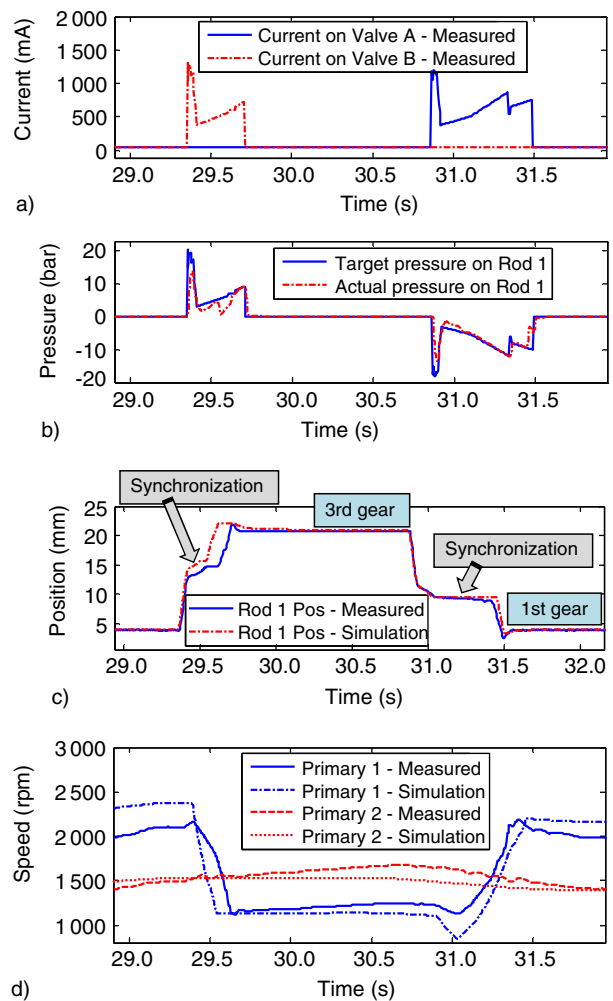 2 000
1 500
1 000
500
0
Current (mA)
Current on Valve A - Measured
Current on Valve B - Measured
29.0 29.5 30.0 30.5 31.0 31.5
Time (s)
a)
20
10
0
-10
-20
Pressure (bar)
Target pressure on Rod 1
Actual pressure on Rod 1
29.0 29.5 30.0 30.5 31.0 31.5
Time (s)
b)
Synchronization
25
20
15
10
5
Position (mm)
3rd gear
Synchronization
1st gear
Rod 1 Pos - Measured
Rod 1 Pos - Simulation
29.0 29.5 30.0 30.5 31.0 31.5 32.0
Time (s)
c)
3 000
2 500
2 000
1 500
1 000
Speed (rpm)
Primary 1 - Measured
Primary 1 - Simulation
Primary 2 - Measured
Primary 2 - Simulation
29.0 29.5 30.0 30.5 31.0 31.5
Time (s)
d)